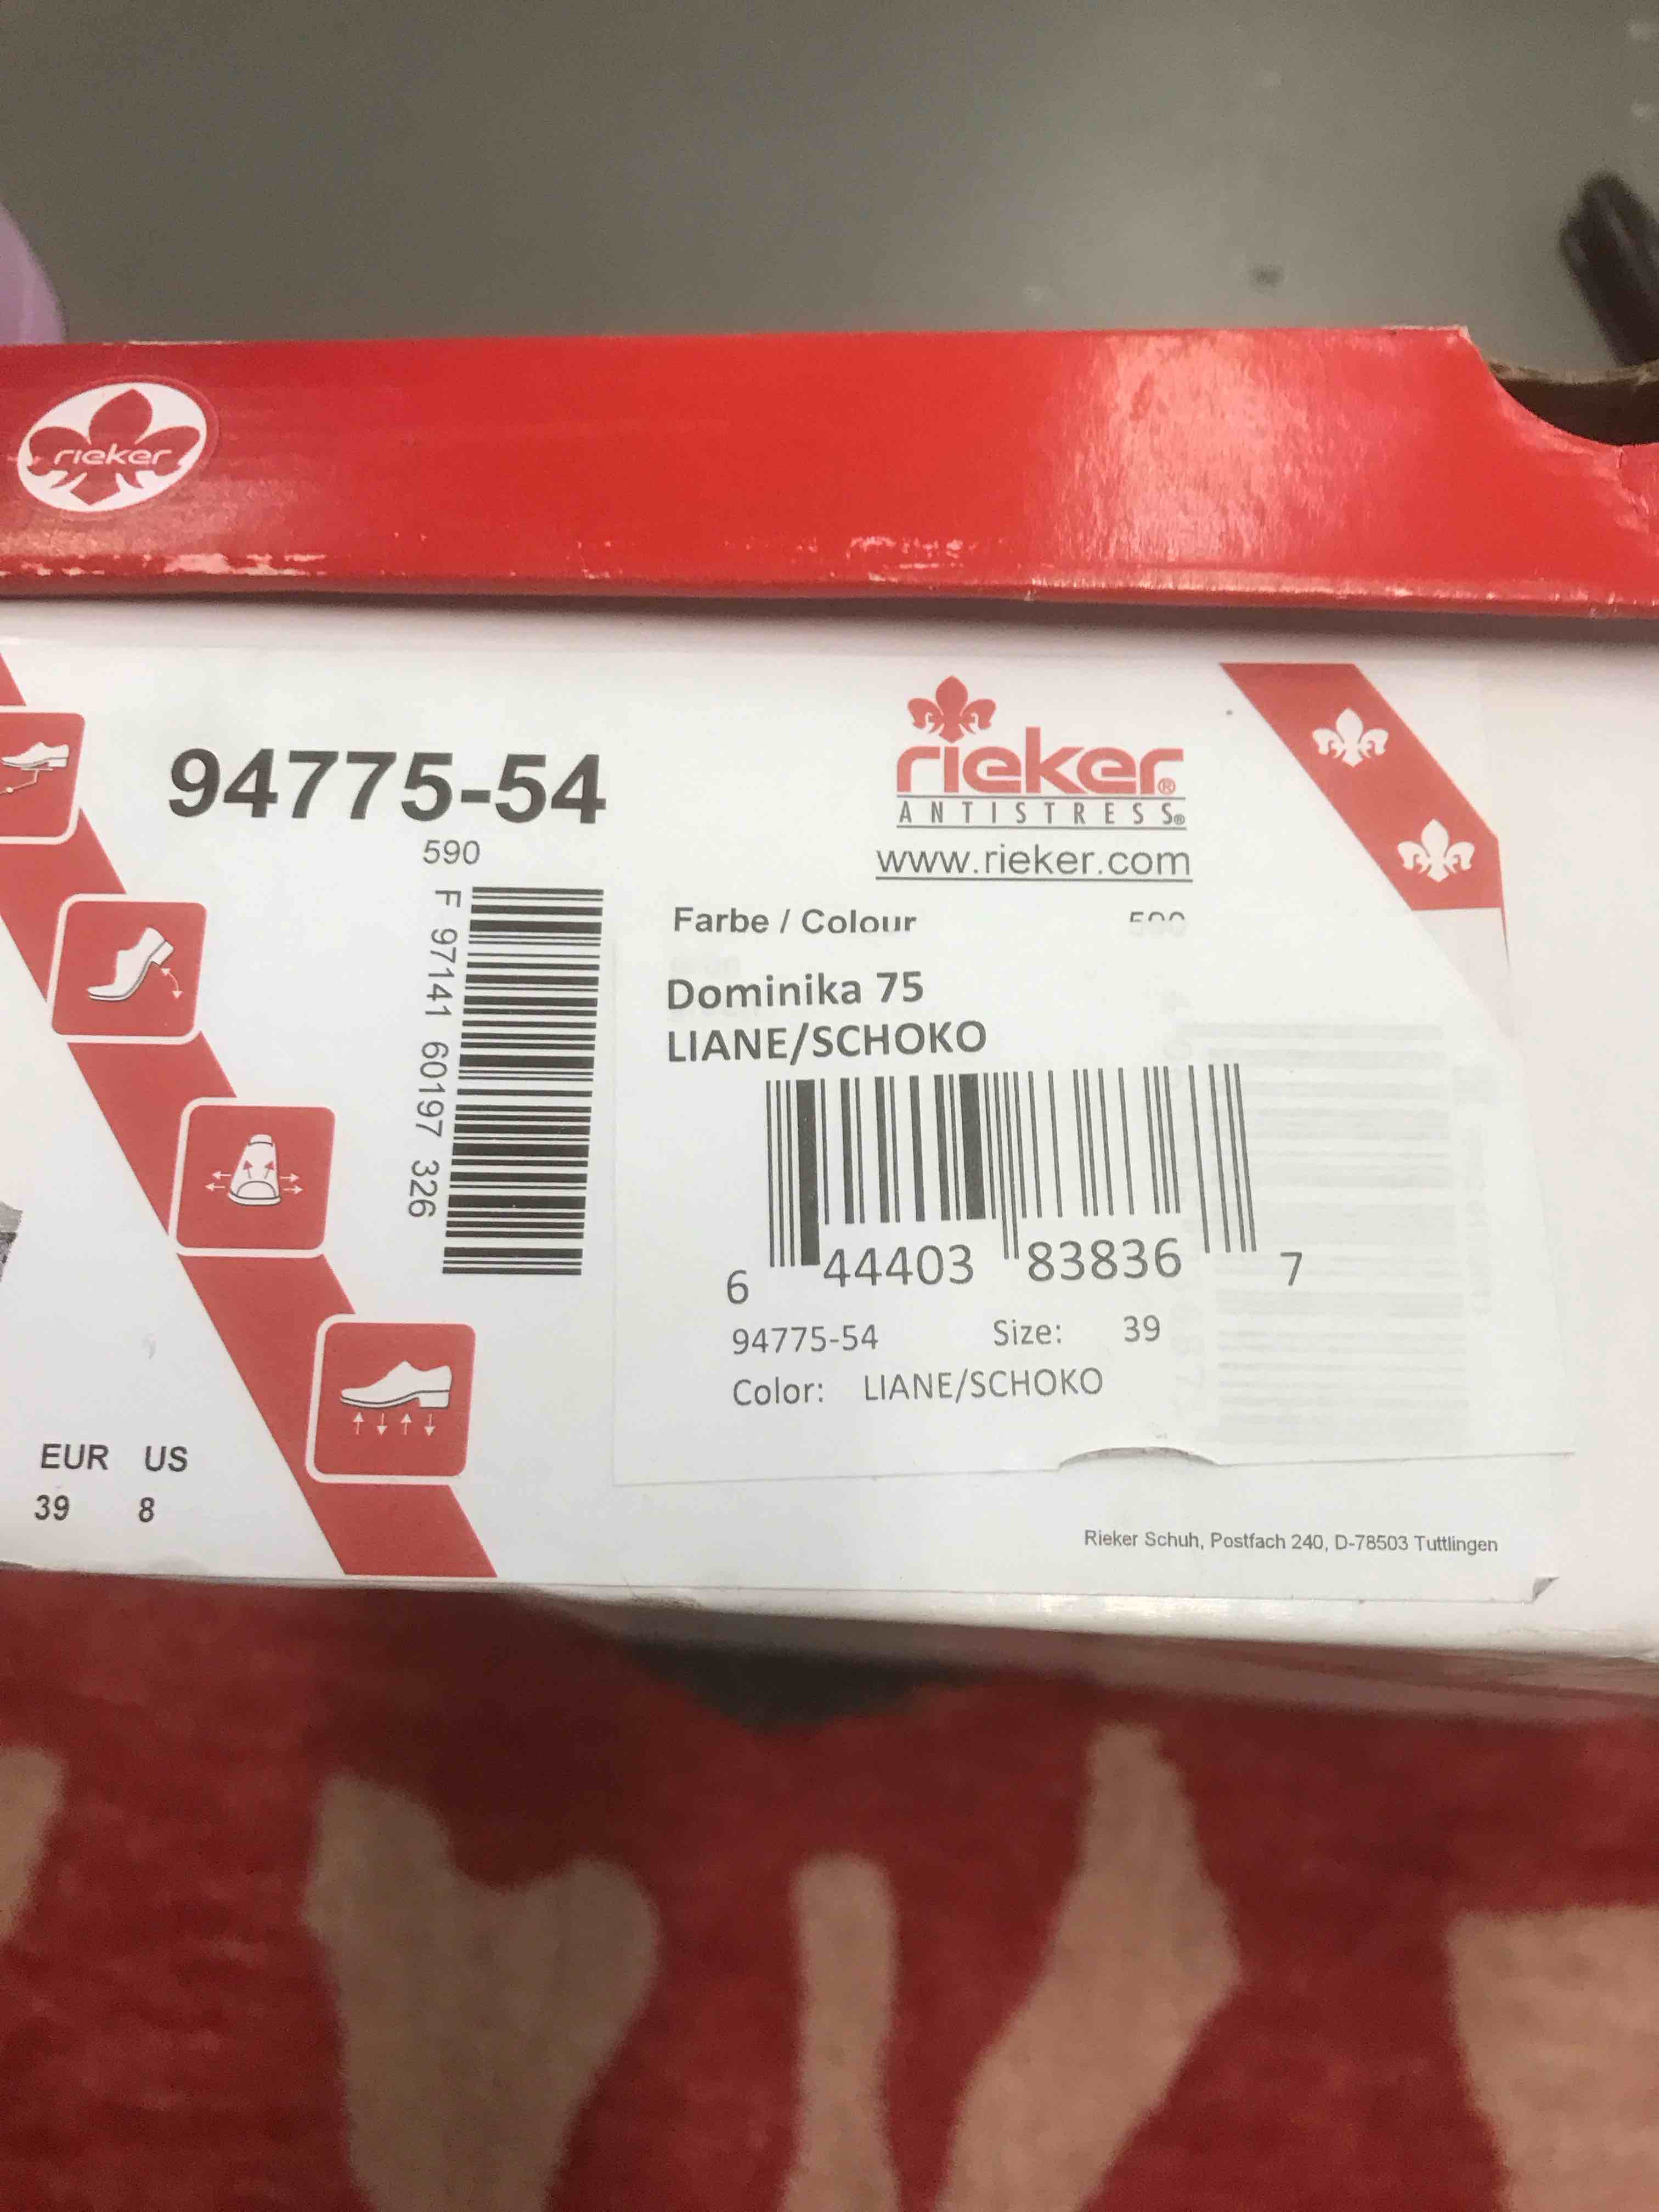 rieker
94775-54
590
F 97141 60197 326
rieker®
ANTISTRESS®
www.rieker.com
Farbe / Colour
Dominika 75
LIANE/SCHOKO
6 44403 83836 7
94775-54 Size: 39
Color: LIANE/SCHOKO
EUR US
39 8
Rieker Schuh, Postfach 240, D-78503 Tuttlingen